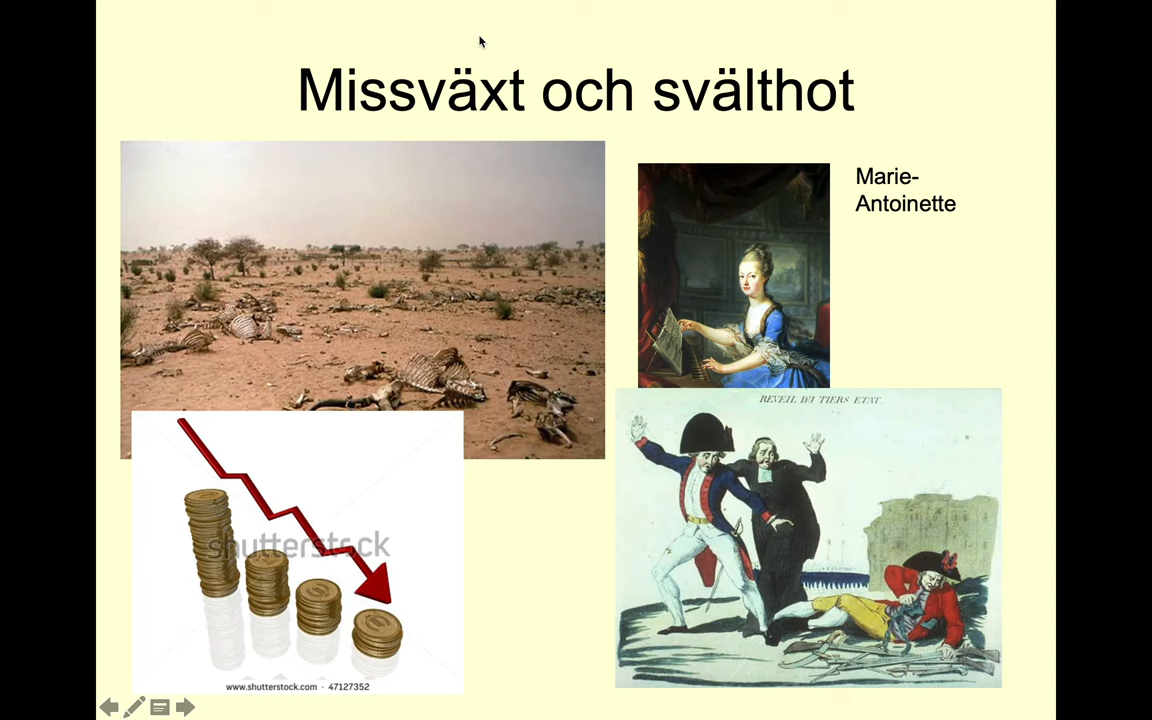 Missväxt och svälthot
Marie-
Antoinette
REVEIL DU TIERS ETAT.
shutterstock
www.shutterstock.com · 47127352